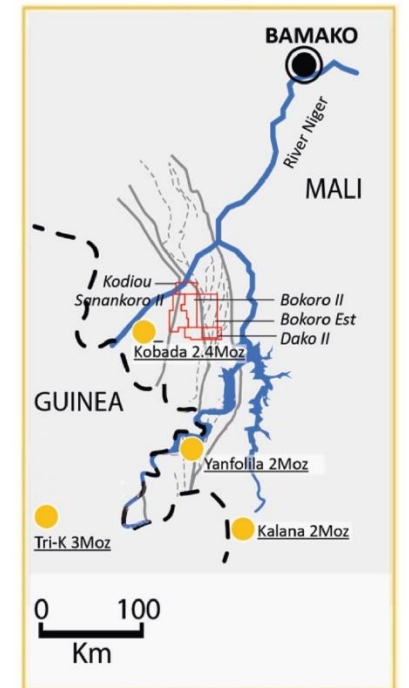 BAMAKO
River Niger
MALI
Kodiou
Sanankoro II
Bokoro II
Bokoro Est
Dako II
Kobada 2.4Moz
GUINEA
Yanfolila 2Moz
Tri-K 3Moz
Kalana 2Moz
0 100
Km